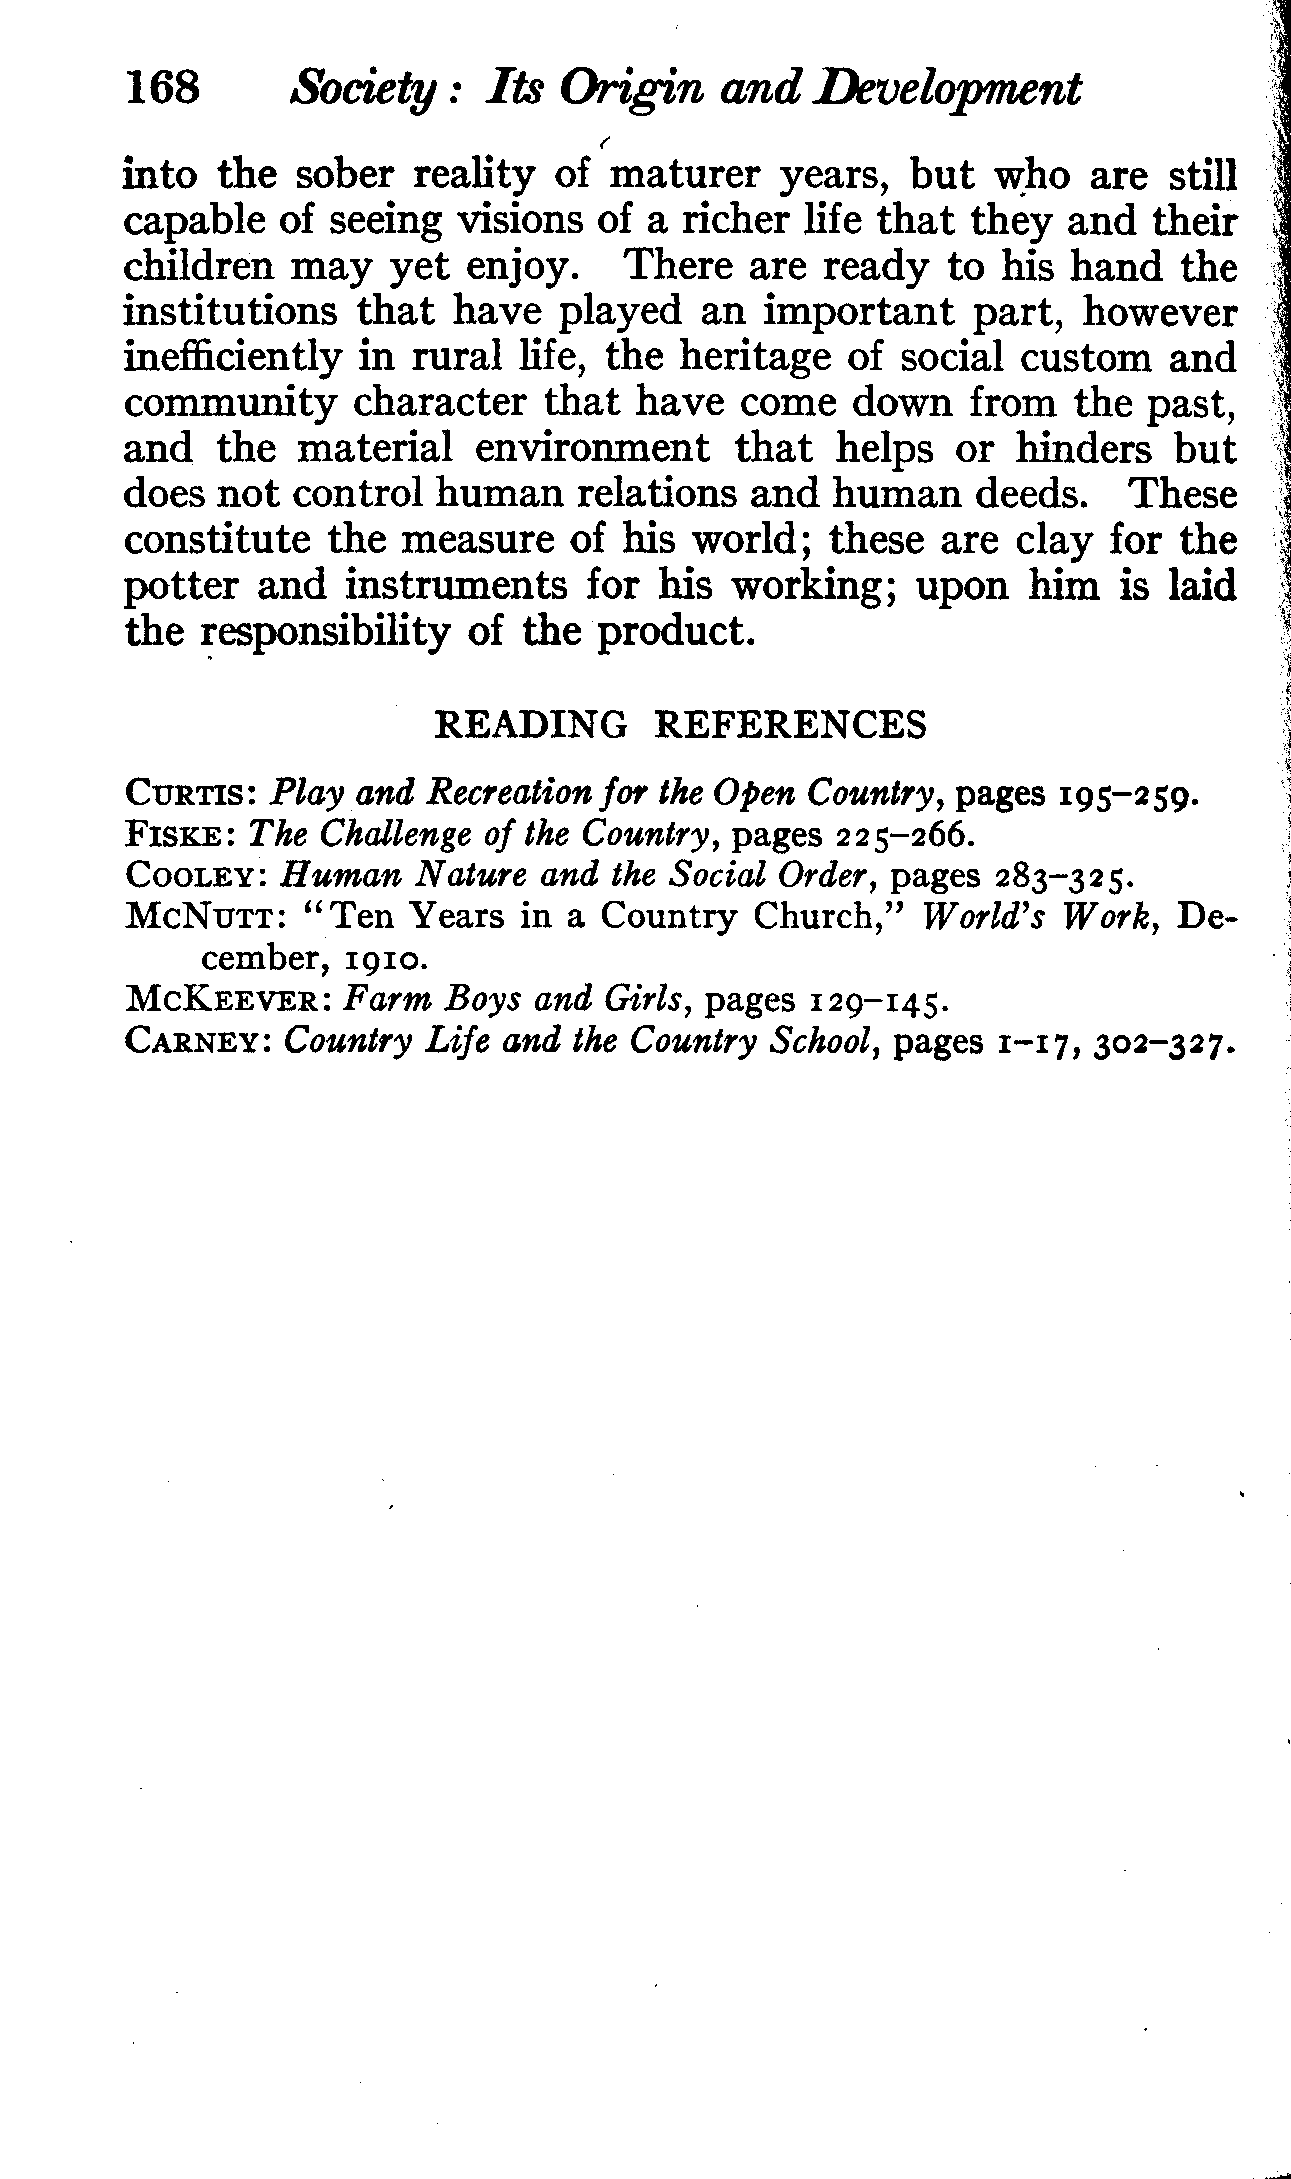 168 Society : Its Origin and Development
into the sober reality of maturer years, but who are still
capable of seeing visions of a richer life that they and their
children may yet enjoy. There are ready to his hand the
institutions that have played an important part, however
inefficiently in rural life, the heritage of social custom and
community character that have come down from the past,
and the material environment that helps or hinders but
does not control human relations and human deeds. These
constitute the measure of his world; these are clay for the
potter and instruments for his working; upon him is laid
the responsibility of the product.
READING REFERENCES
CURTIS: Play and Recreation for the Open Country, pages 195–259.
FISKE: The Challenge of the Country, pages 225–266.
COOLEY: Human Nature and the Social Order, pages 283–325.
MCNUTT: "Ten Years in a Country Church," World's Work, De-
cember, 1910.
MCKEEVER: Farm Boys and Girls, pages 129–145.
CARNEY: Country Life and the Country School, pages 1–17, 302–327.